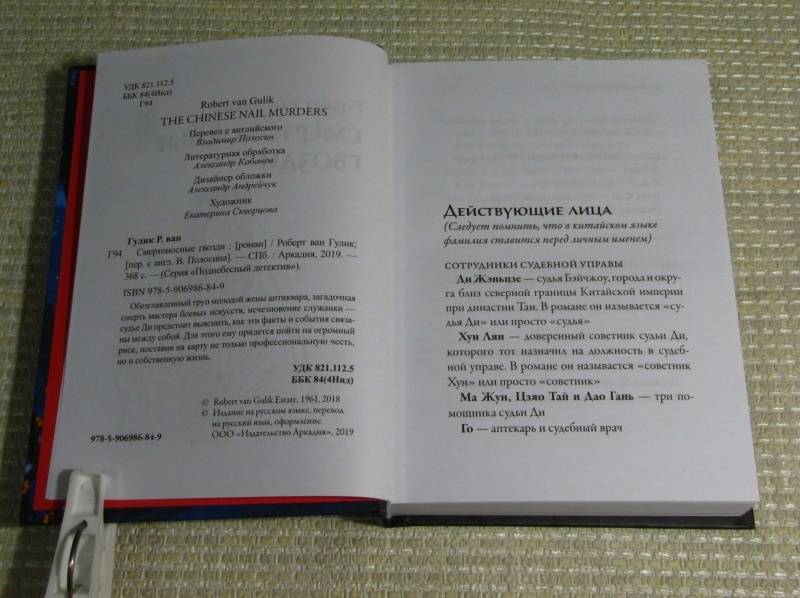 УДК 821.112.5
ББК 84(4Нид)
Г94
Robert van Gulik
THE CHINESE NAIL MURDERS
Перевел с английского
Владимир Полосин
Литературная обработка
Александр Кабанов
Дизайнер обложки
Александр Андрейчук
Художник
Екатерина Скворцова
Гулик Р. ван
Г94 Смертоносные гвозди : [роман] / Роберт ван Гулик;
[пер. с англ. В. Полосина]. — СПб. : Аркадия, 2019. —
368 с. — (Серия «Поднебесный детектив»).
ISBN 978-5-906986-84-9
Обезглавленный труп молодой жены антиквара, загадочная
смерть мастера боевых искусств, исчезновение служанки —
судье Ди предстоит выяснить, как эти факты и события связа-
ны между собой. Для этого ему придется пойти на огромный
риск, поставив на карту не только профессиональную честь,
но и собственную жизнь.
УДК 821.112.5
ББК 84(4Нид)
© Robert van Gulik Estate, 1961, 2018
© Издание на русском языке, перевод
на русский язык, оформление.
ООО «Издательство Аркадия», 2019
978-5-906986-84-9
Действующие лица
(Следует помнить, что в китайском языке
фамилия ставится перед личным именем)
СОТРУДНИКИ СУДЕБНОЙ УПРАВЫ
Ди Жэньцзе — судья Бэйчжоу, города и окру-
га близ северной границы Китайской империи
при династии Тан. В романе он называется «су-
дья Ди» или просто «судья»
Хун Лян — доверенный советник судьи Ди,
которого тот назначил на должность в судеб-
ной управе. В романе он называется «советник
Хун» или просто «советник»
Ма Жун, Цзяо Тай и Дао Гань — три по-
мощника судьи Ди
Го — аптекарь и судебный врач